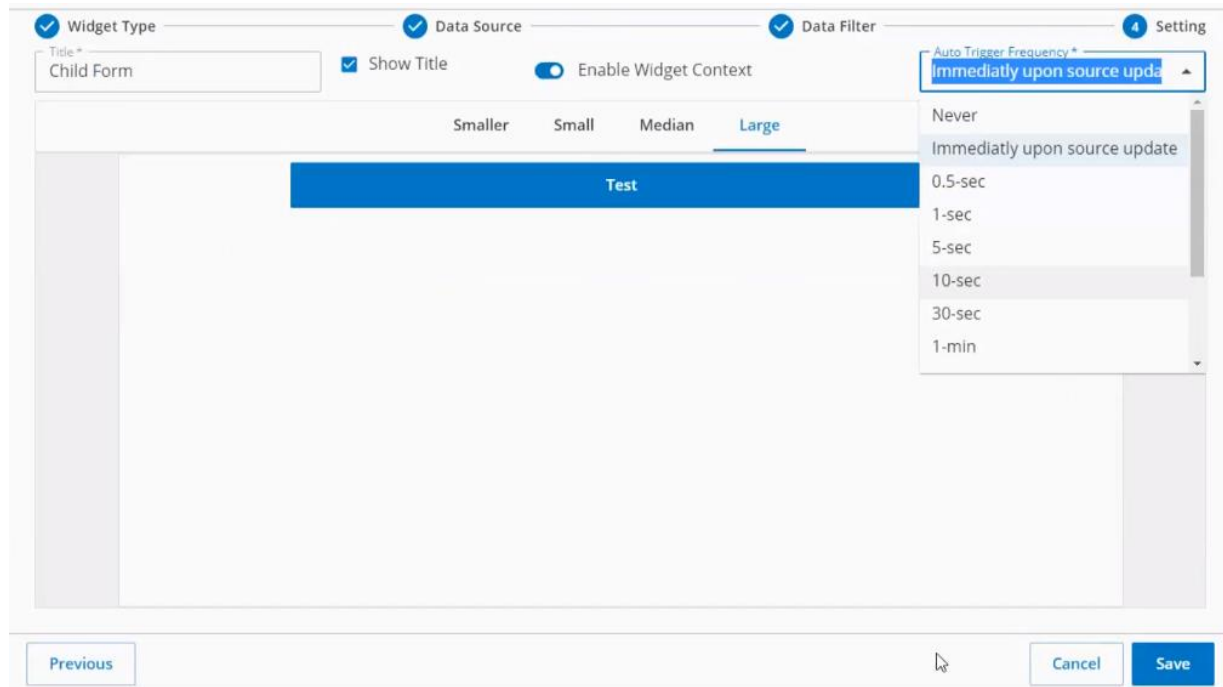 Widget Type
Data Source
Data Filter
4 Setting
Title *
Child Form
Show Title
Enable Widget Context
Auto Trigger Frequency *
Immediatly upon source upda
Smaller Small Median Large
Test
Never
Immediatly upon source update
0.5-sec
1-sec
5-sec
10-sec
30-sec
1-min
Previous
Cancel
Save